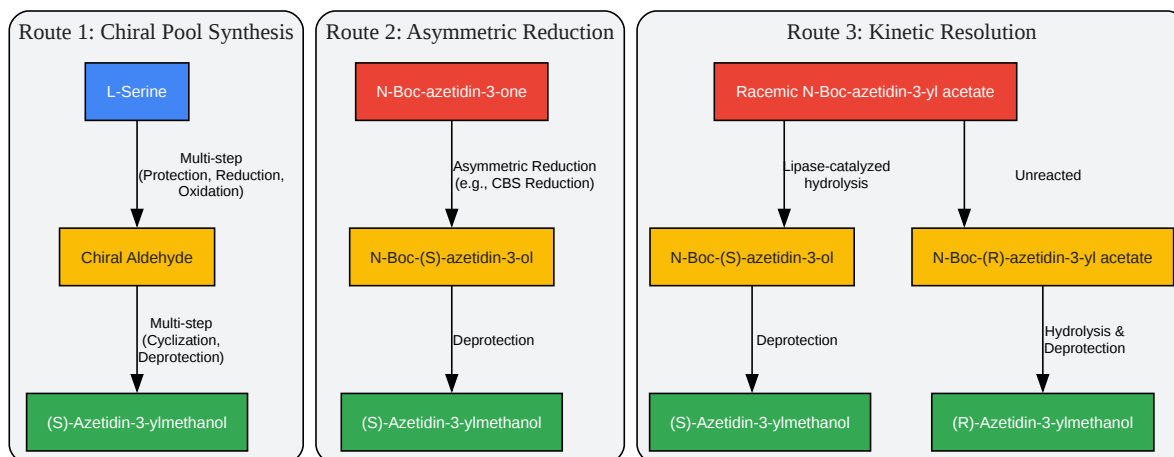 Route 1: Chiral Pool Synthesis
L-Serine
Multi-step
(Protection, Reduction,
Oxidation)
Chiral Aldehyde
Multi-step
(Cyclization,
Deprotection)
(S)-Azetidin-3-ylmethanol
Route 2: Asymmetric Reduction
N-Boc-azetidin-3-one
Asymmetric Reduction
(e.g., CBS Reduction)
N-Boc-(S)-azetidin-3-ol
Deprotection
(S)-Azetidin-3-ylmethanol
Route 3: Kinetic Resolution
Racemic N-Boc-azetidin-3-yl acetate
Lipase-catalyzed
hydrolysis
Unreacted
N-Boc-(S)-azetidin-3-ol
N-Boc-(R)-azetidin-3-yl acetate
Deprotection
Hydrolysis &
Deprotection
(S)-Azetidin-3-ylmethanol
(R)-Azetidin-3-ylmethanol